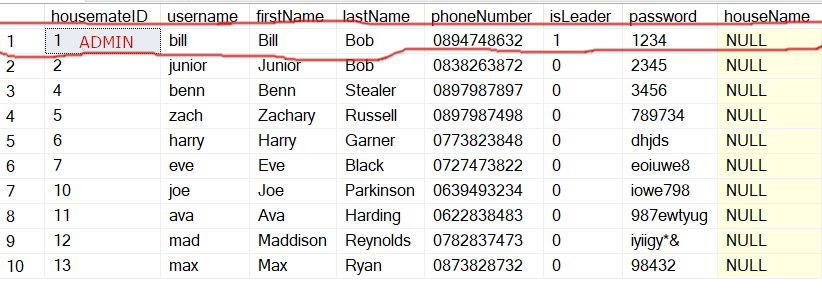 housemateID username firstName lastName phoneNumber isLeader password houseName
1 1 ADMIN bill Bill Bob 0894748632 1 1234 NULL
2 2 junior Junior Bob 0838263872 0 2345 NULL
3 4 benn Benn Stealer 0897987897 0 3456 NULL
4 5 zach Zachary Russell 0897987498 0 789734 NULL
5 6 harry Harry Garner 0773823848 0 dhjds NULL
6 7 eve Eve Black 0727473822 0 eoiuwe8 NULL
7 10 joe Joe Parkinson 0639493234 0 iowe798 NULL
8 11 ava Ava Harding 0622838483 0 987ewtyug NULL
9 12 mad Maddison Reynolds 0782837473 0 iyiigy*& NULL
10 13 max Max Ryan 0873828732 0 98432 NULL